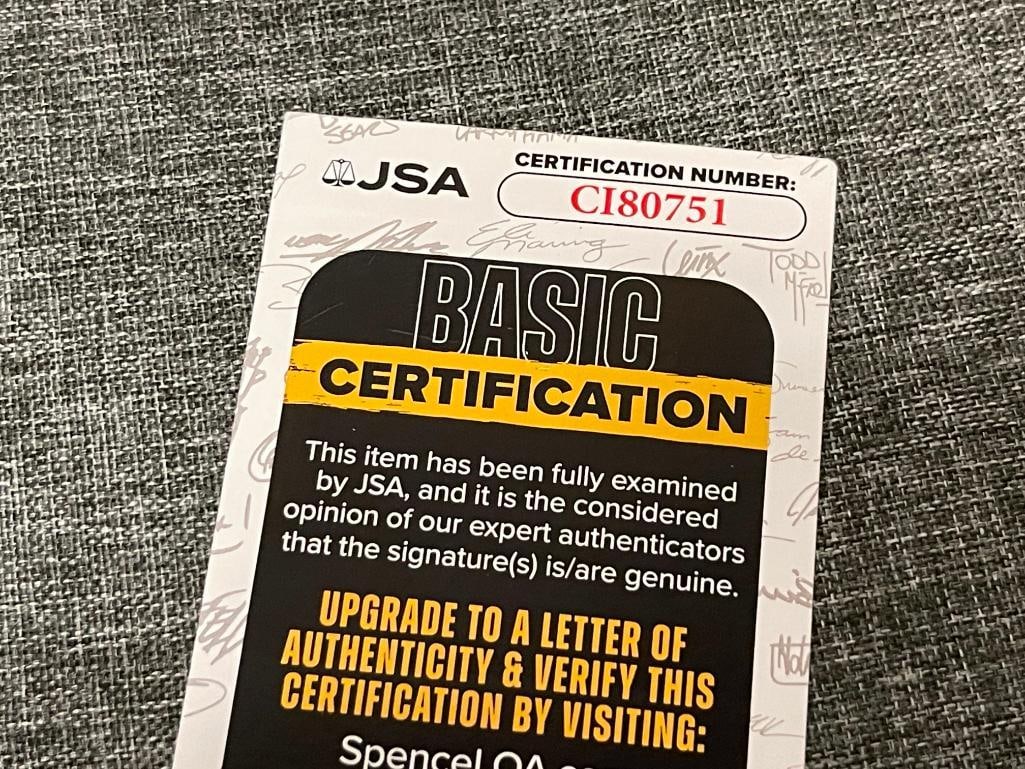 JSA
CERTIFICATION NUMBER:
CI80751
BASIC
CERTIFICATION
This item has been fully examined
by JSA, and it is the considered
opinion of our expert authenticators
that the signature(s) is/are genuine.
UPGRADE TO A LETTER OF
AUTHENTICITY & VERIFY THIS
CERTIFICATION BY VISITING: